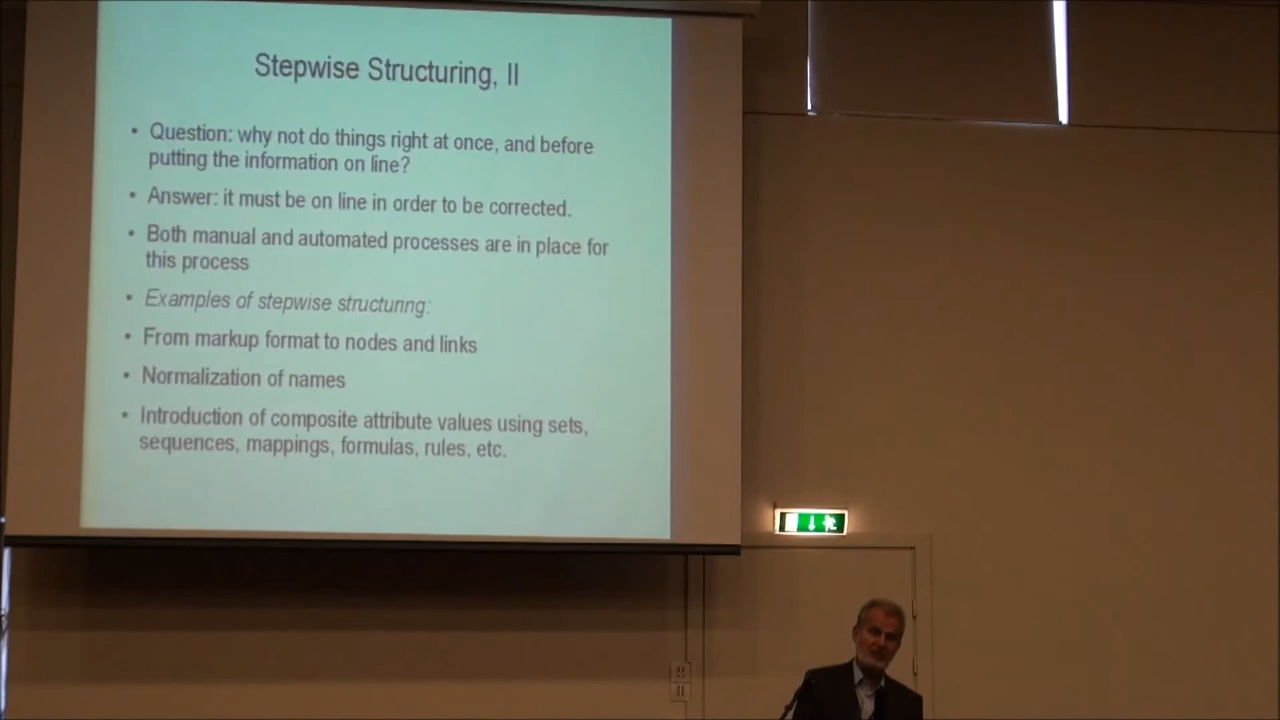 Stepwise Structuring, II
• Question: why not do things right at once, and before
putting the information on line?
• Answer: it must be on line in order to be corrected.
• Both manual and automated processes are in place for
this process
• Examples of stepwise structuring:
• From markup format to nodes and links
• Normalization of names
• Introduction of composite attribute values using sets,
sequences, mappings, formulas, rules, etc.